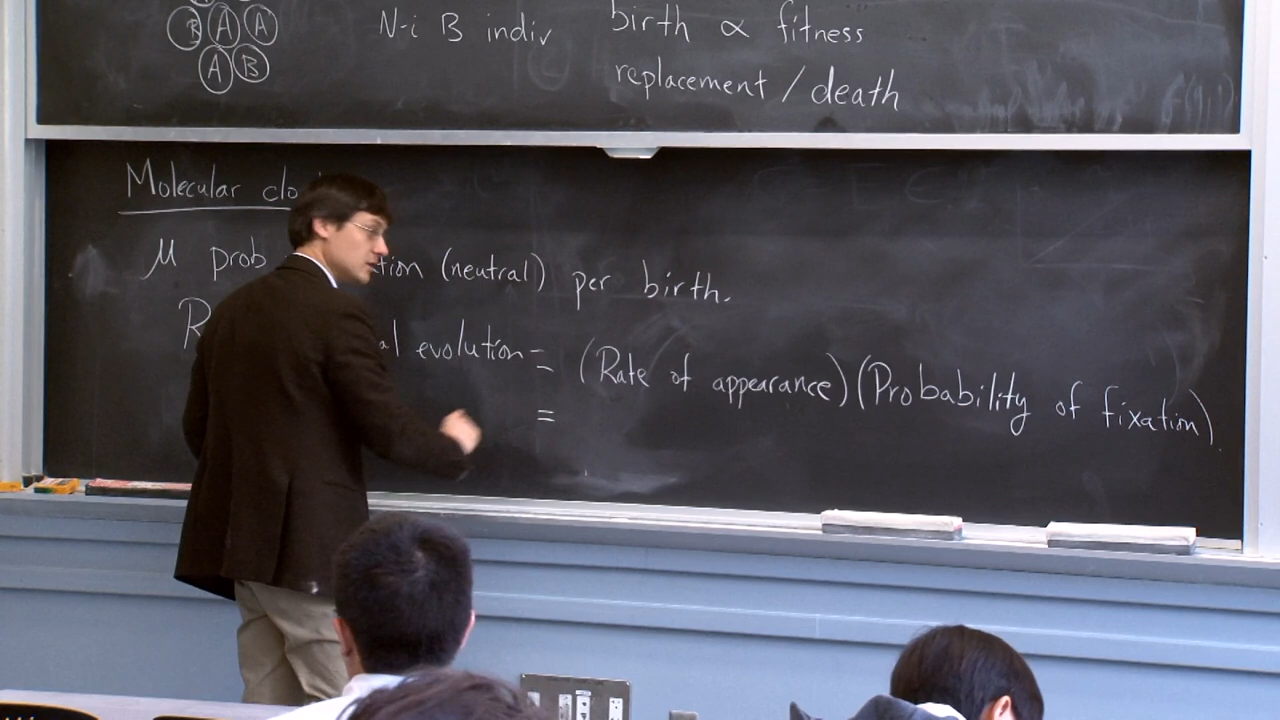 B A A
A B
N-i B indiv
birth ∝ fitness
replacement / death
Molecular clo
μ prob tion (neutral) per birth.
R al evolution = (Rate of appearance)(Probability of fixation)
=